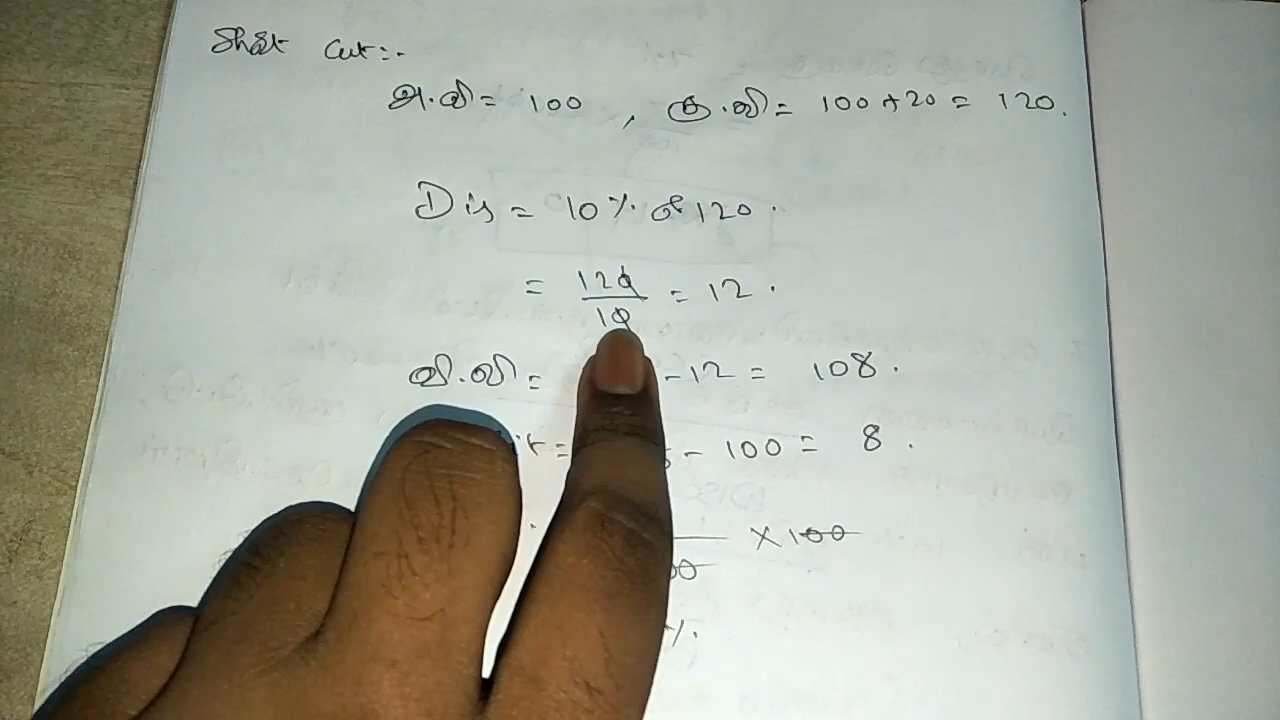 Short cut:-
அ.வி = 100 , கு.வி = 100 + 20 = 120.
Dis = 10% of 120.
= 120/10 = 12.
வி.வி = - 12 = 108.
- 100 = 8.
× 100
%.